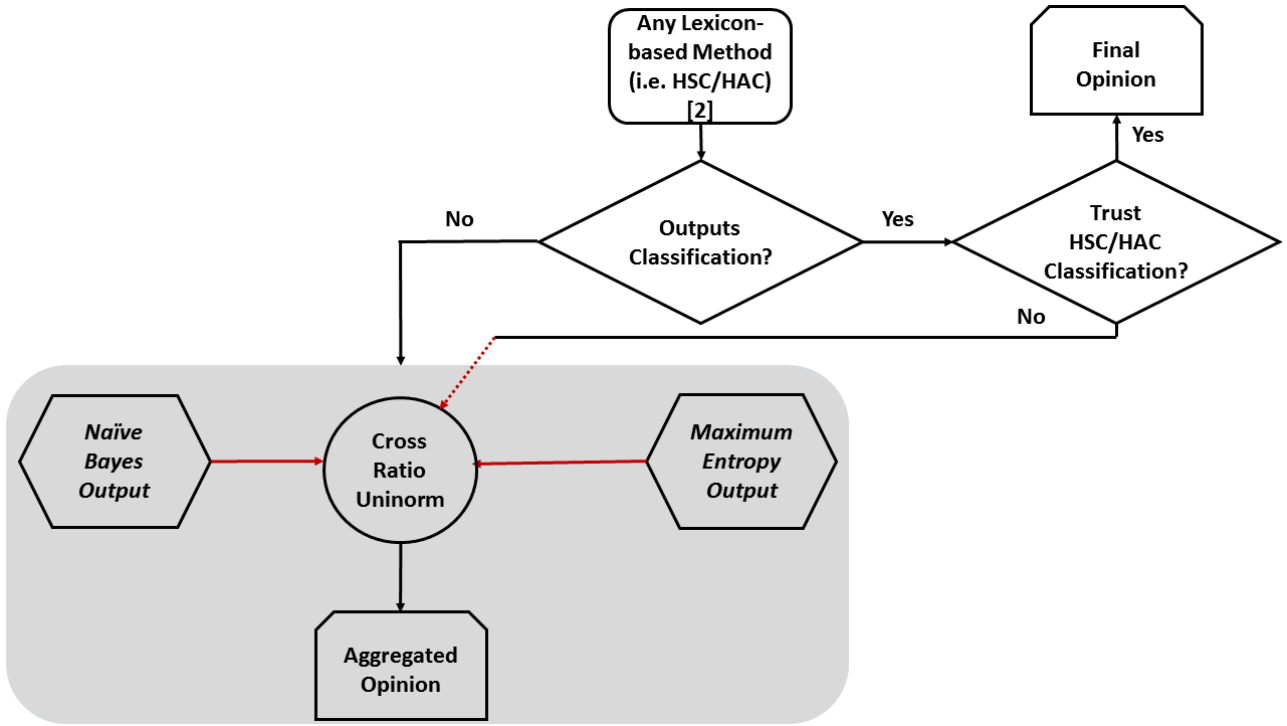 Any Lexicon-
based Method
(i.e. HSC/HAC)
[2]
Final
Opinion
Yes
No
Outputs
Classification?
Yes
Trust
HSC/HAC
Classification?
No
Naïve
Bayes
Output
Cross
Ratio
Uninorm
Maximum
Entropy
Output
Aggregated
Opinion